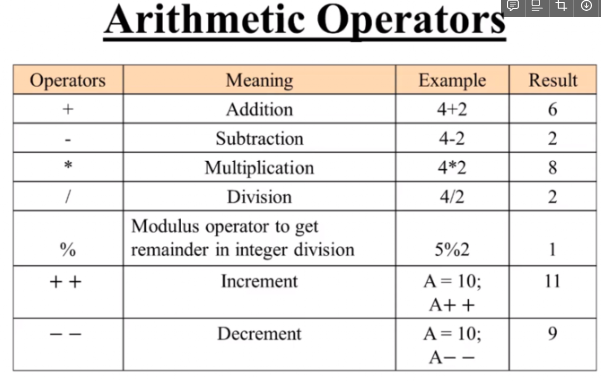 Arithmetic Operators
Operators Meaning Example Result
+ Addition 4+2 6
- Subtraction 4-2 2
* Multiplication 4*2 8
/ Division 4/2 2
Modulus operator to get
% remainder in integer division 5%2 1
+ + Increment A = 10; 11
A+ +
− − Decrement A = 10; 9
A− −